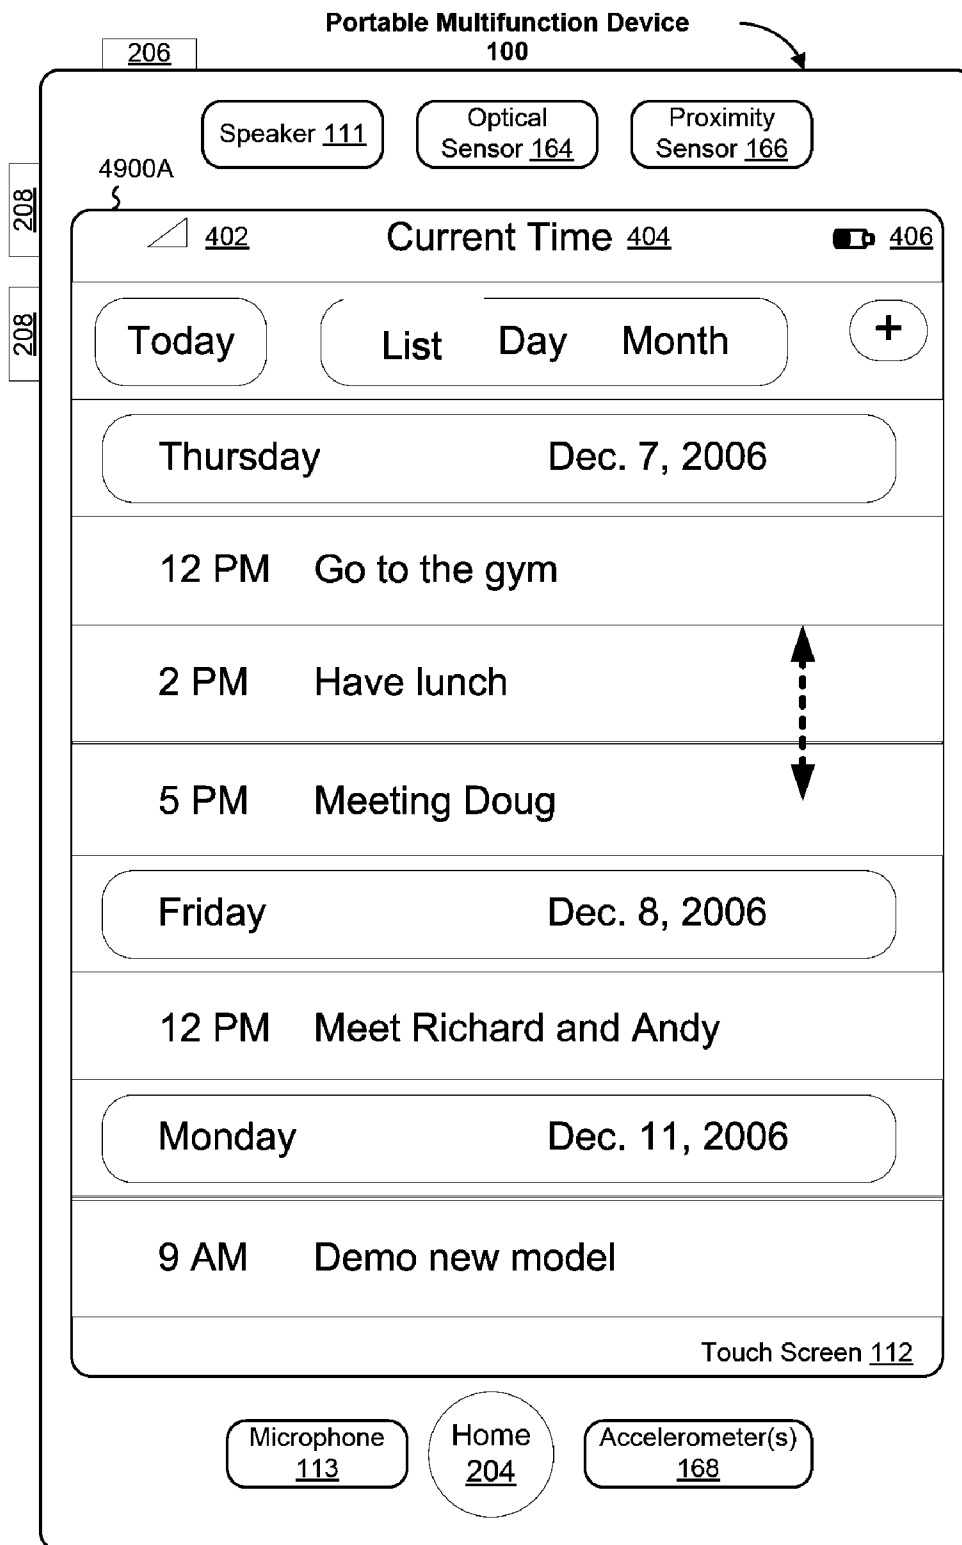 Portable Multifunction Device
100
206
Speaker 111
Optical
Sensor 164
Proximity
Sensor 166
4900A
208
208
402
Current Time 404
406
Today
List
Day
Month
+
Thursday
Dec. 7, 2006
12 PM Go to the gym
2 PM Have lunch
5 PM Meeting Doug
Friday
Dec. 8, 2006
12 PM Meet Richard and Andy
Monday
Dec. 11, 2006
9 AM Demo new model
Touch Screen 112
Microphone
113
Home
204
Accelerometer(s)
168